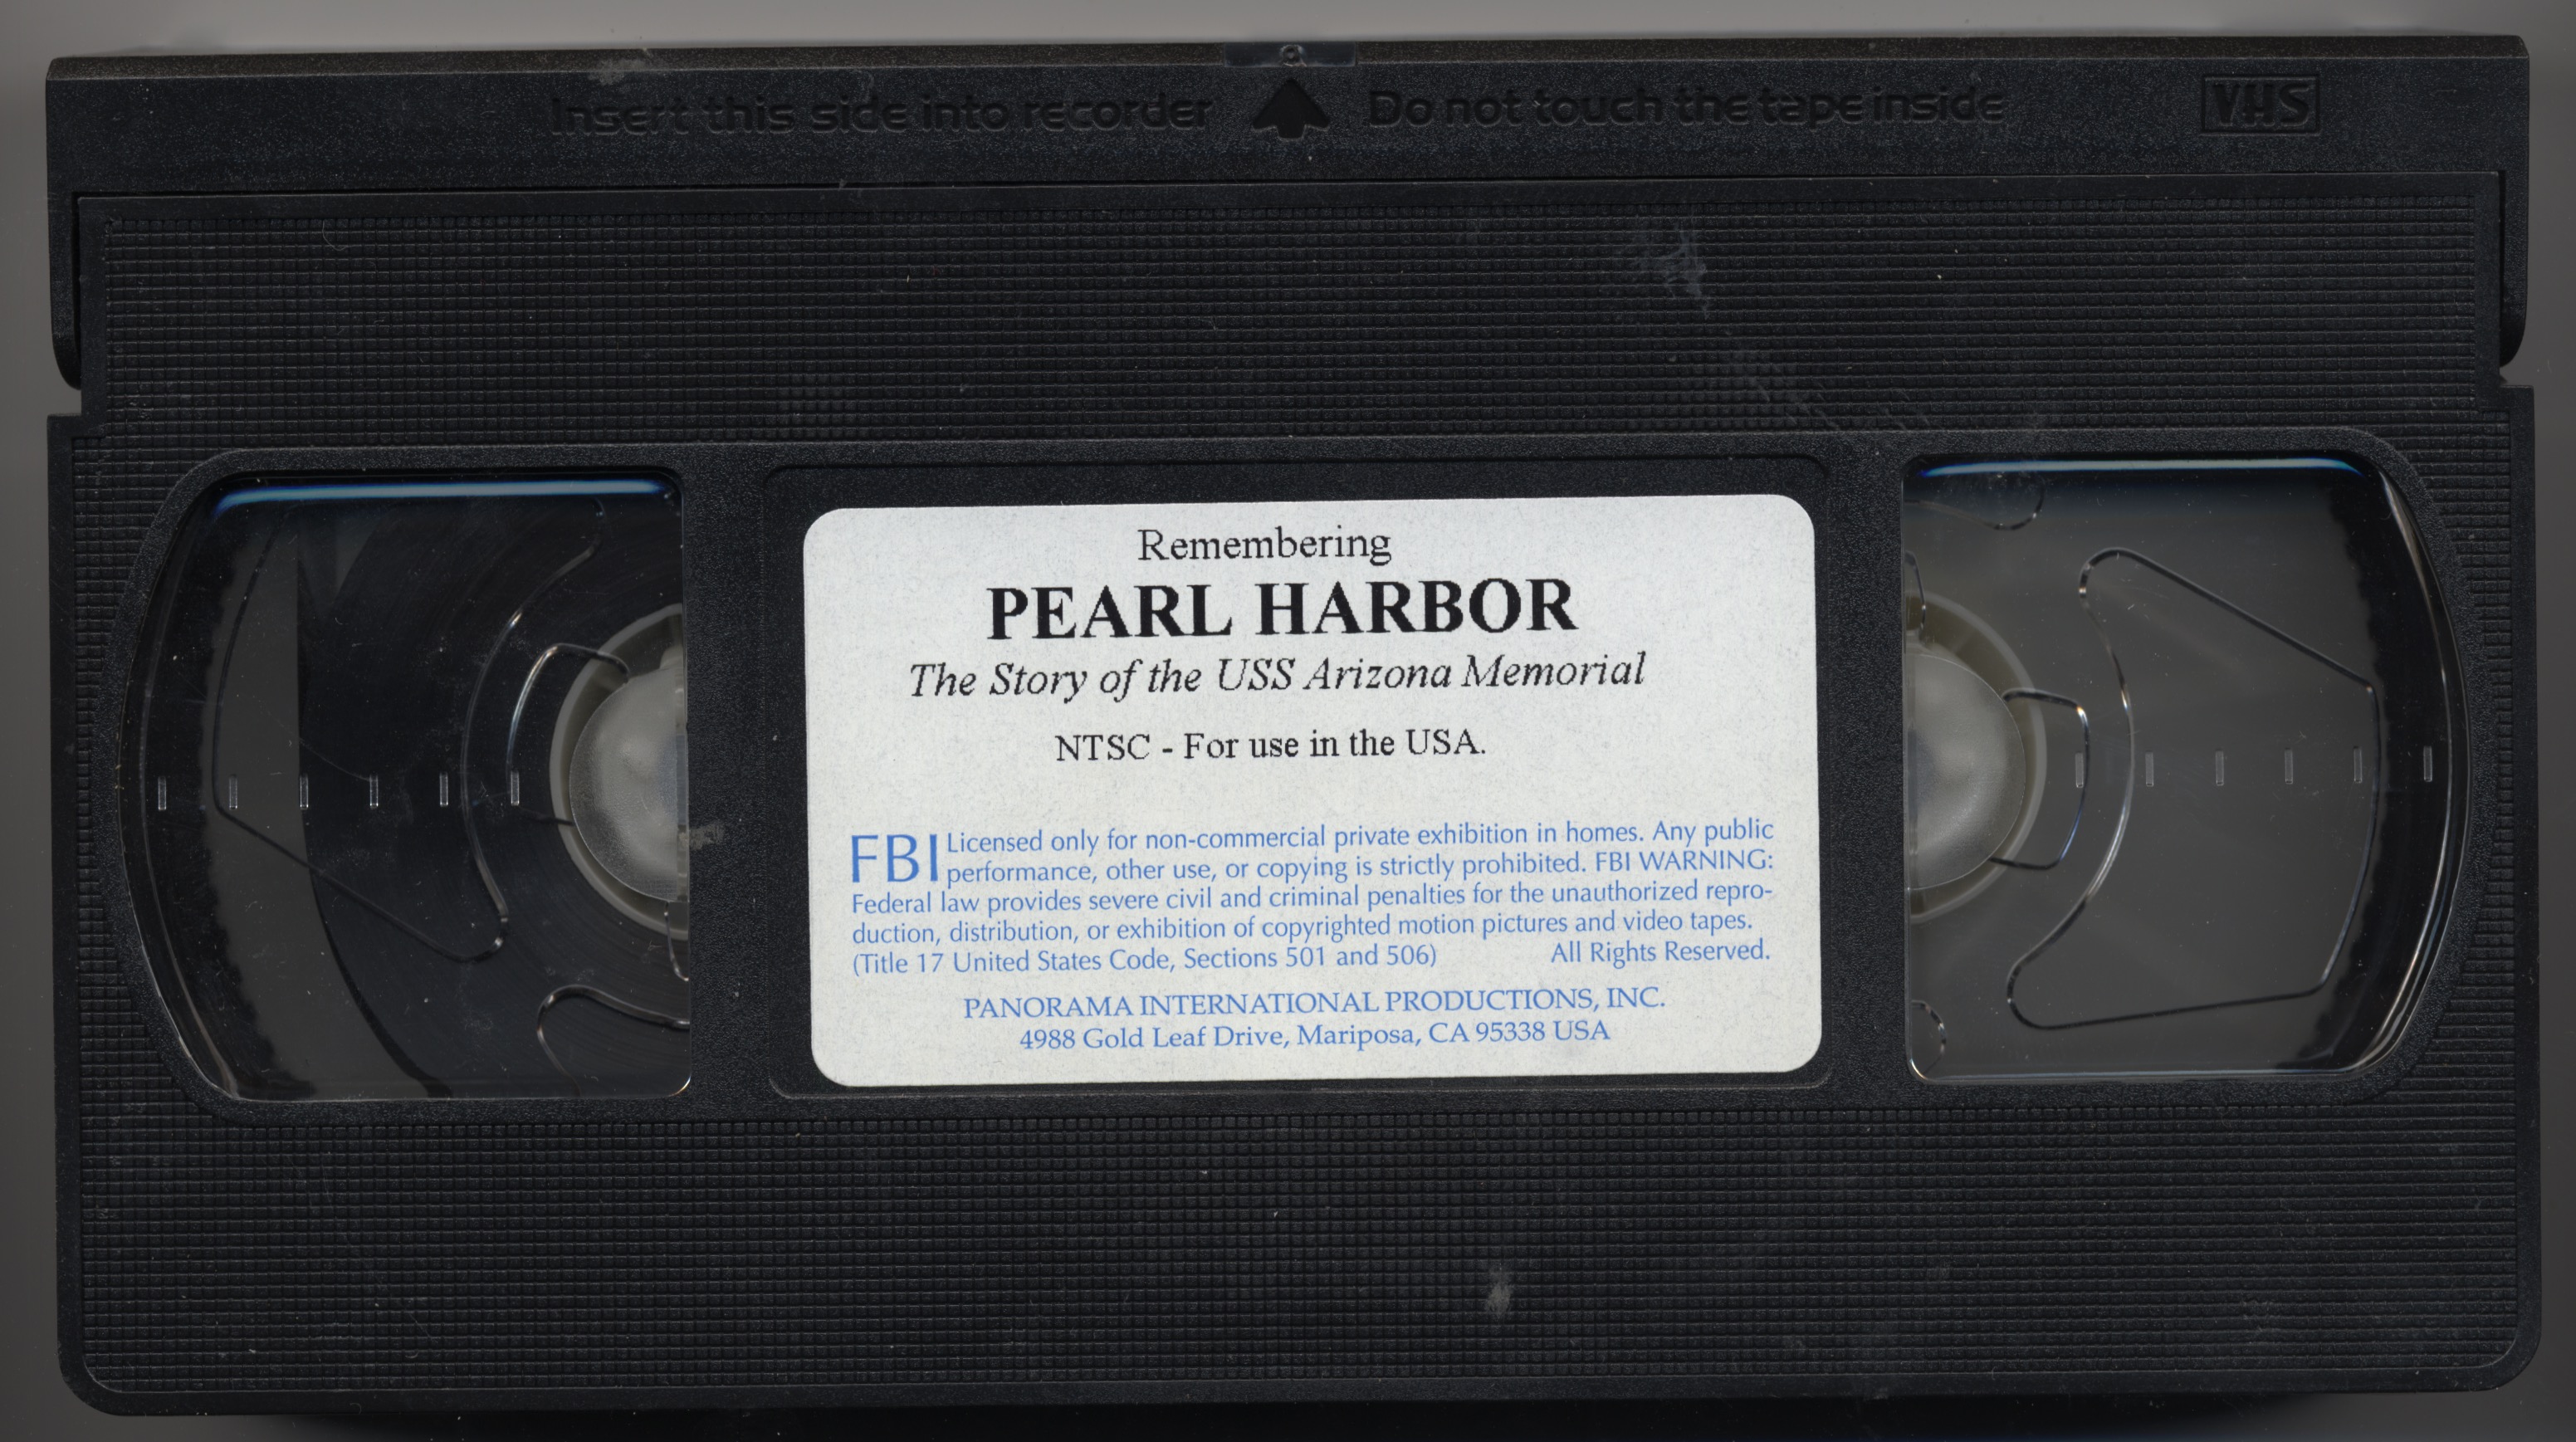 Insert this side into recorder Do not touch the tape inside VHS
Remembering
PEARL HARBOR
The Story of the USS Arizona Memorial
NTSC - For use in the USA.
FBI Licensed only for non-commercial private exhibition in homes. Any public
performance, other use, or copying is strictly prohibited. FBI WARNING:
Federal law provides severe civil and criminal penalties for the unauthorized repro-
duction, distribution, or exhibition of copyrighted motion pictures and video tapes.
(Title 17 United States Code, Sections 501 and 506) All Rights Reserved.
PANORAMA INTERNATIONAL PRODUCTIONS, INC.
4988 Gold Leaf Drive, Mariposa, CA 95338 USA